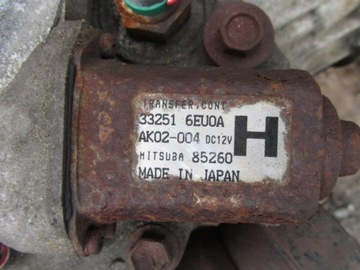 TRANSFER,CONT
33251 6EU0A
AK02-004 DC12V
H
MITSUBA 85260
MADE IN JAPAN